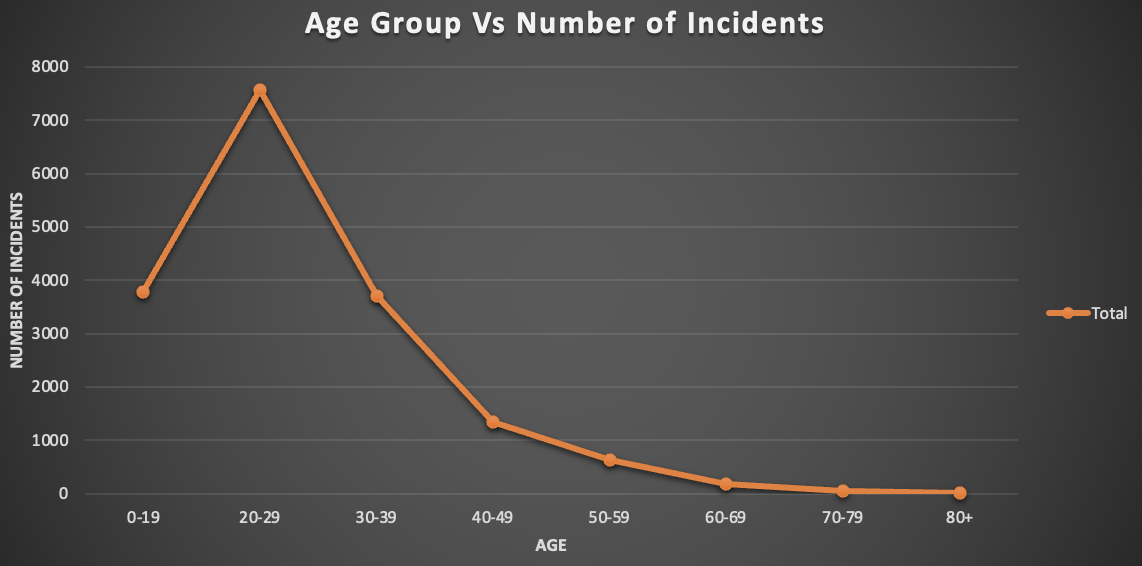 Age Group Vs Number of Incidents
8000
7000
6000
5000
4000
3000
2000
1000
0
NUMBER OF INCIDENTS
0-19 20-29 30-39 40-49 50-59 60-69 70-79 80+
AGE
Total